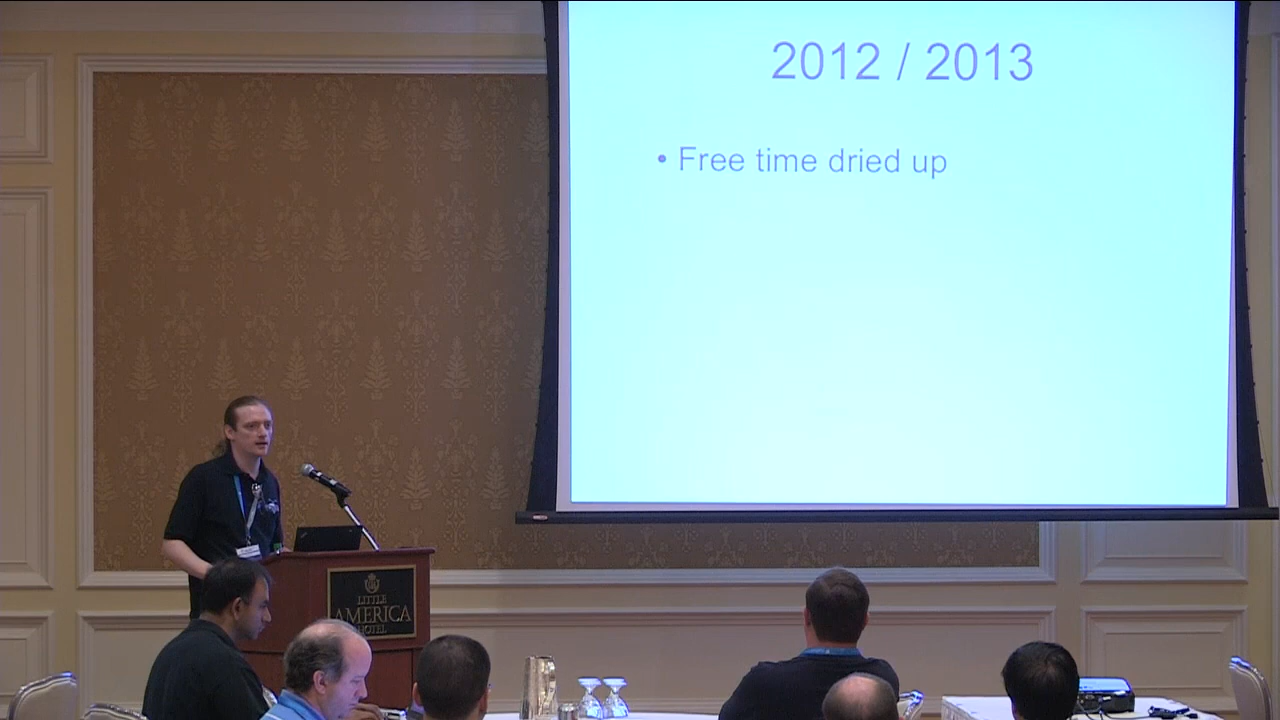 2012 / 2013
• Free time dried up
LITTLE
AMERICA
HOTEL